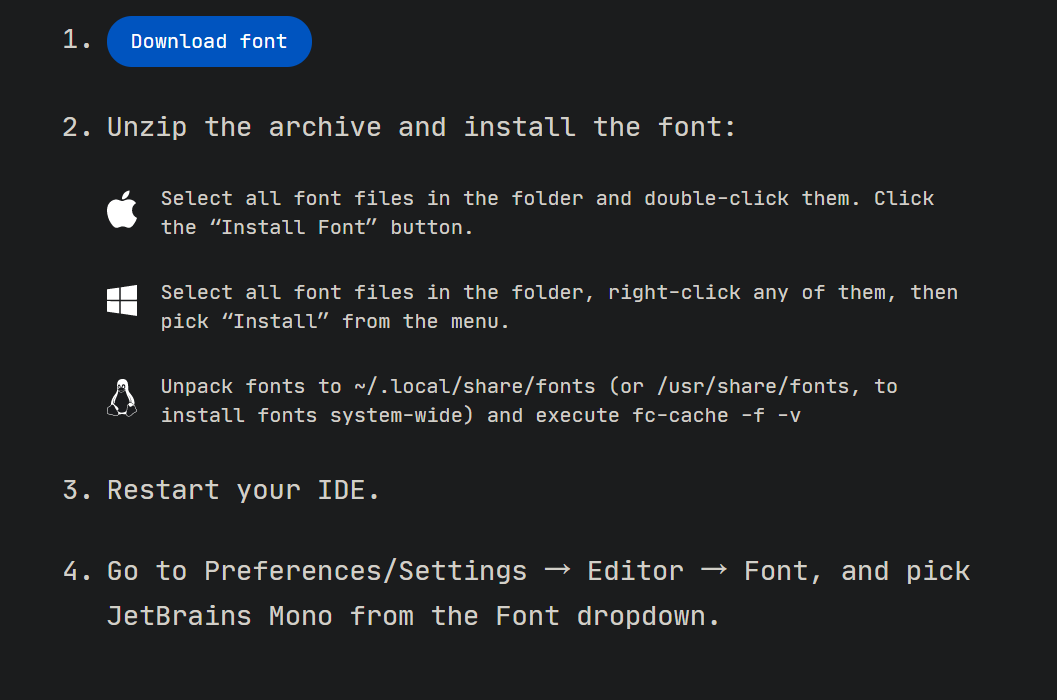 1. Download font
2. Unzip the archive and install the font:
Select all font files in the folder and double-click them. Click
the “Install Font” button.
Select all font files in the folder, right-click any of them, then
pick “Install” from the menu.
Unpack fonts to ~/.local/share/fonts (or /usr/share/fonts, to
install fonts system-wide) and execute fc-cache -f -v
3. Restart your IDE.
4. Go to Preferences/Settings → Editor → Font, and pick
JetBrains Mono from the Font dropdown.